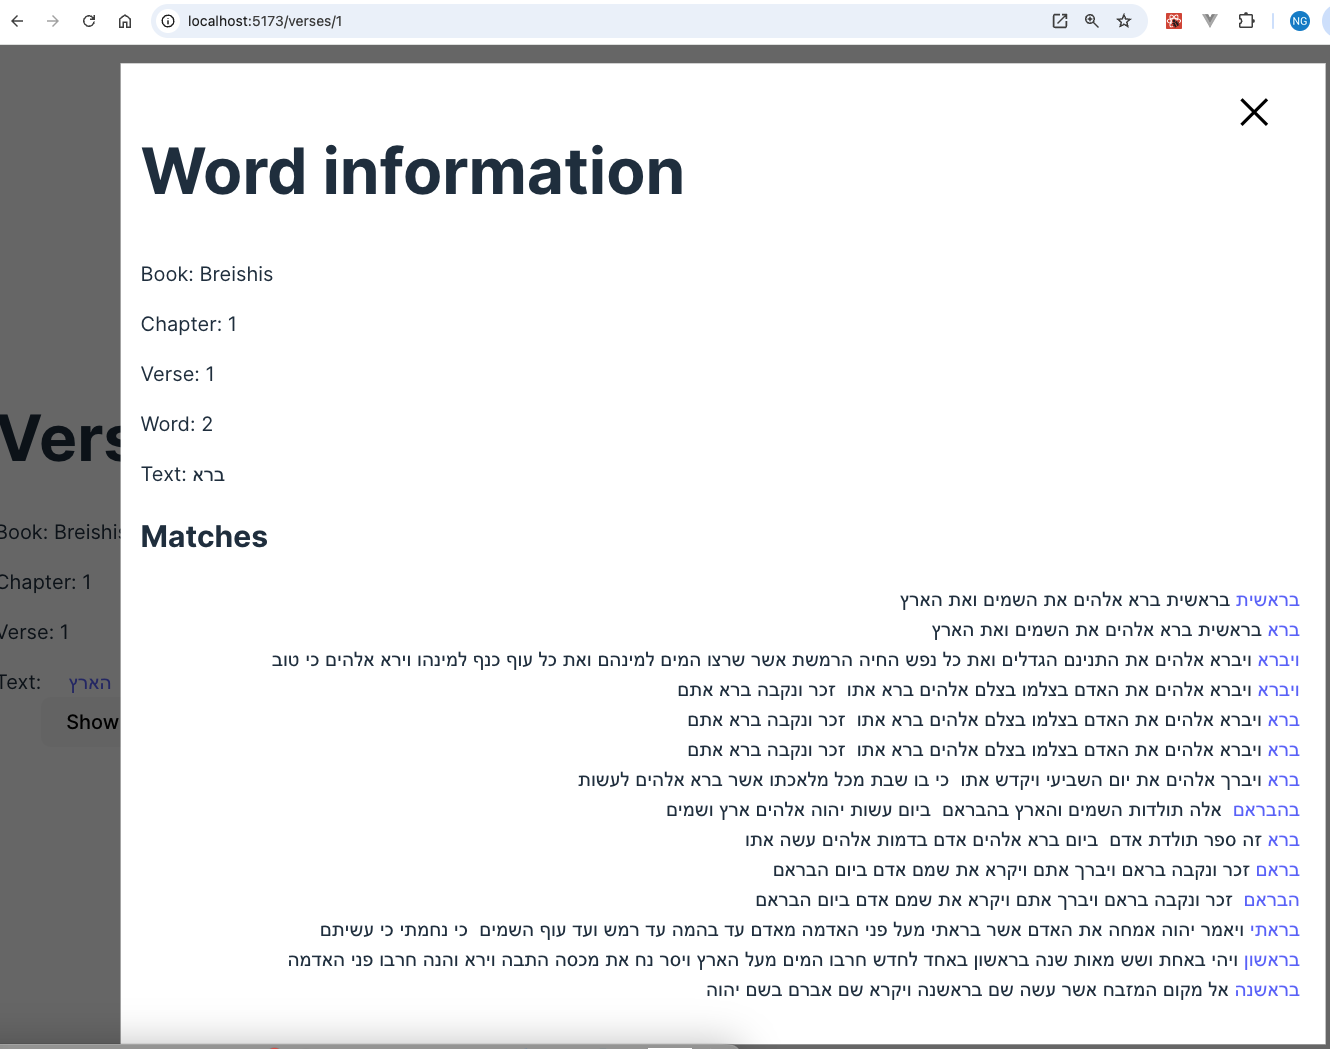 localhost:5173/verses/1
NG
Word information
Book: Breishis
Chapter: 1
Verse: 1
Word: 2
Text: ברא
Matches
בראשית בראשית ברא אלהים את השמים ואת הארץ
ברא בראשית ברא אלהים את השמים ואת הארץ
ויברא ויברא אלהים את התנינם הגדלים ואת כל נפש החיה הרמשת אשר שרצו המים למינהם ואת כל עוף כנף למינהו וירא אלהים כי טוב
ויברא ויברא אלהים את האדם בצלמו בצלם אלהים ברא אתו זכר ונקבה ברא אתם
ברא ויברא אלהים את האדם בצלמו בצלם אלהים ברא אתו זכר ונקבה ברא אתם
ברא ויברא אלהים את האדם בצלמו בצלם אלהים ברא אתו זכר ונקבה ברא אתם
ברא ויברך אלהים את יום השביעי ויקדש אתו כי בו שבת מכל מלאכתו אשר ברא אלהים לעשות
בהבראם אלה תולדות השמים והארץ בהבראם ביום עשות יהוה אלהים ארץ ושמים
ברא זה ספר תולדת אדם ביום ברא אלהים אדם בדמות אלהים עשה אתו
בראם זכר ונקבה בראם ויברך אתם ויקרא את שמם אדם ביום הבראם
הבראם זכר ונקבה בראם ויברך אתם ויקרא את שמם אדם ביום הבראם
בראתי ויאמר יהוה אמחה את האדם אשר בראתי מעל פני האדמה מאדם עד בהמה עד רמש ועד עוף השמים כי נחמתי כי עשיתם
בראשון ויהי באחת ושש מאות שנה בראשון באחד לחדש חרבו המים מעל הארץ ויסר נח את מכסה התבה וירא והנה חרבו פני האדמה
בראשנה אל מקום המזבח אשר עשה שם בראשנה ויקרא שם אברם בשם יהוה
Vers
Book: Breishis
Chapter: 1
Verse: 1
Text: הארץ
Show